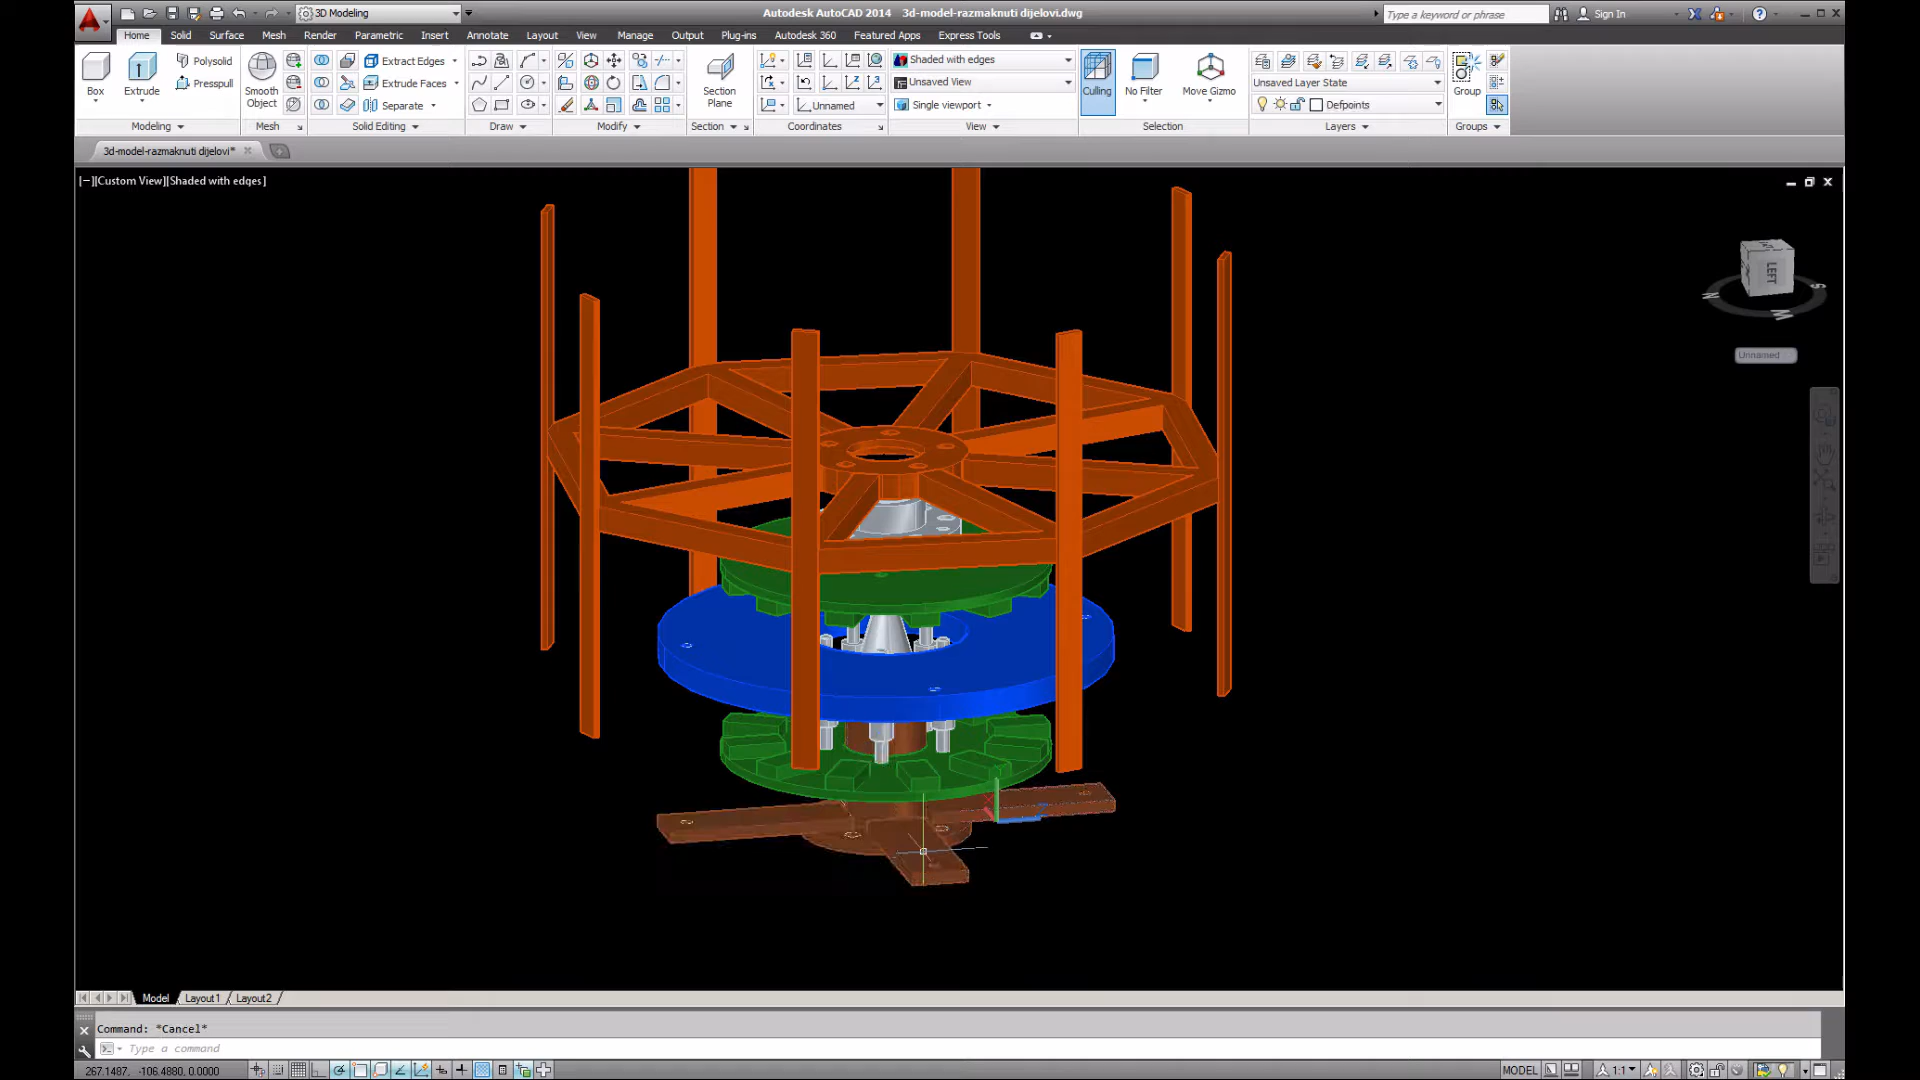 3D Modeling
Autodesk AutoCAD 2014   3d-model-razmaknuti dijelovi.dwg
Type a keyword or phrase
Sign In
Home Solid Surface Mesh Render Parametric Insert Annotate Layout View Manage Output Plug-ins Autodesk 360 Featured Apps Express Tools
Box
Extrude
Polysolid
Presspull
Smooth Object
Extract Edges
Extrude Faces
Separate
Section Plane
Unnamed
Shaded with edges
Unsaved View
Single viewport
Culling
No Filter
Move Gizmo
Unsaved Layer State
Defpoints
Group
Modeling Mesh Solid Editing Draw Modify Section Coordinates View Selection Layers Groups
3d-model-razmaknuti dijelovi*
[−][Custom View][Shaded with edges]
LEFT
N
S
W
Unnamed
Model Layout1 Layout2
Command: *Cancel*
Type a command
267.1487, -106.4880, 0.0000
MODEL
1:1